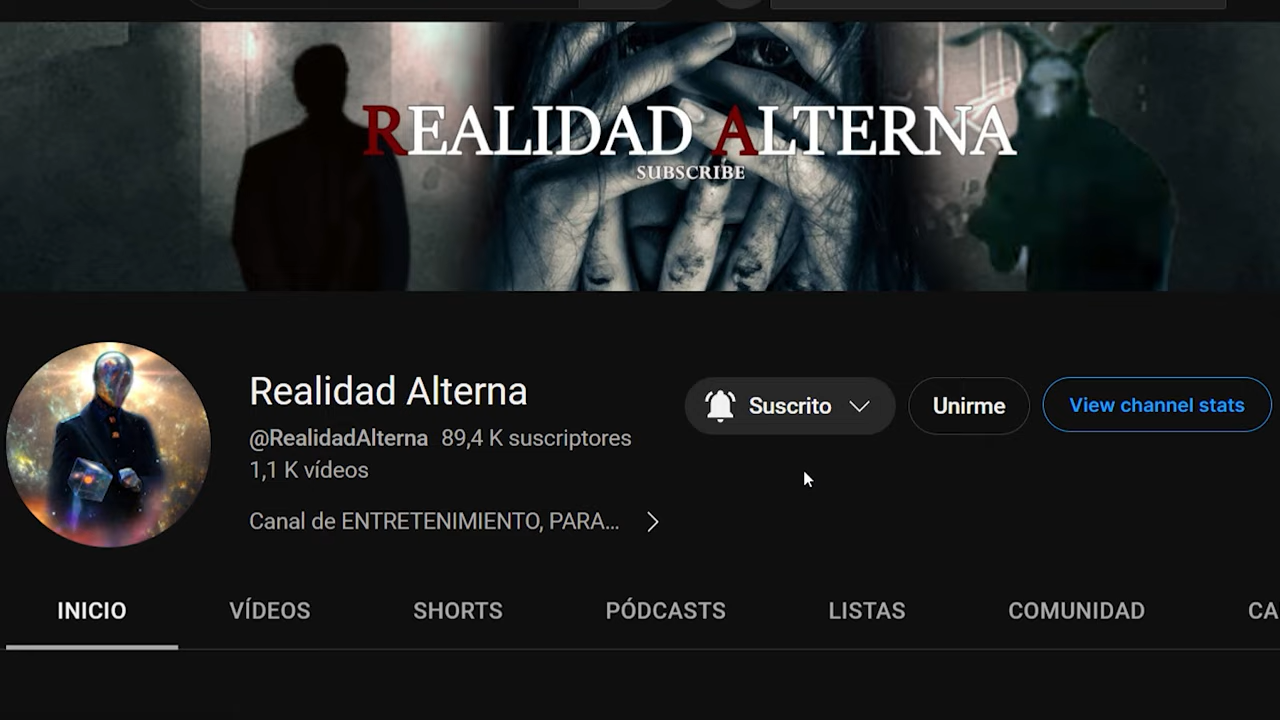 REALIDAD ALTERNA
SUBSCRIBE
Realidad Alterna
Suscrito
Unirme
View channel stats
@RealidadAlterna 89,4 K suscriptores
1,1 K vídeos
Canal de ENTRETENIMIENTO, PARA...
INICIO VÍDEOS SHORTS PÓDCASTS LISTAS COMUNIDAD CA